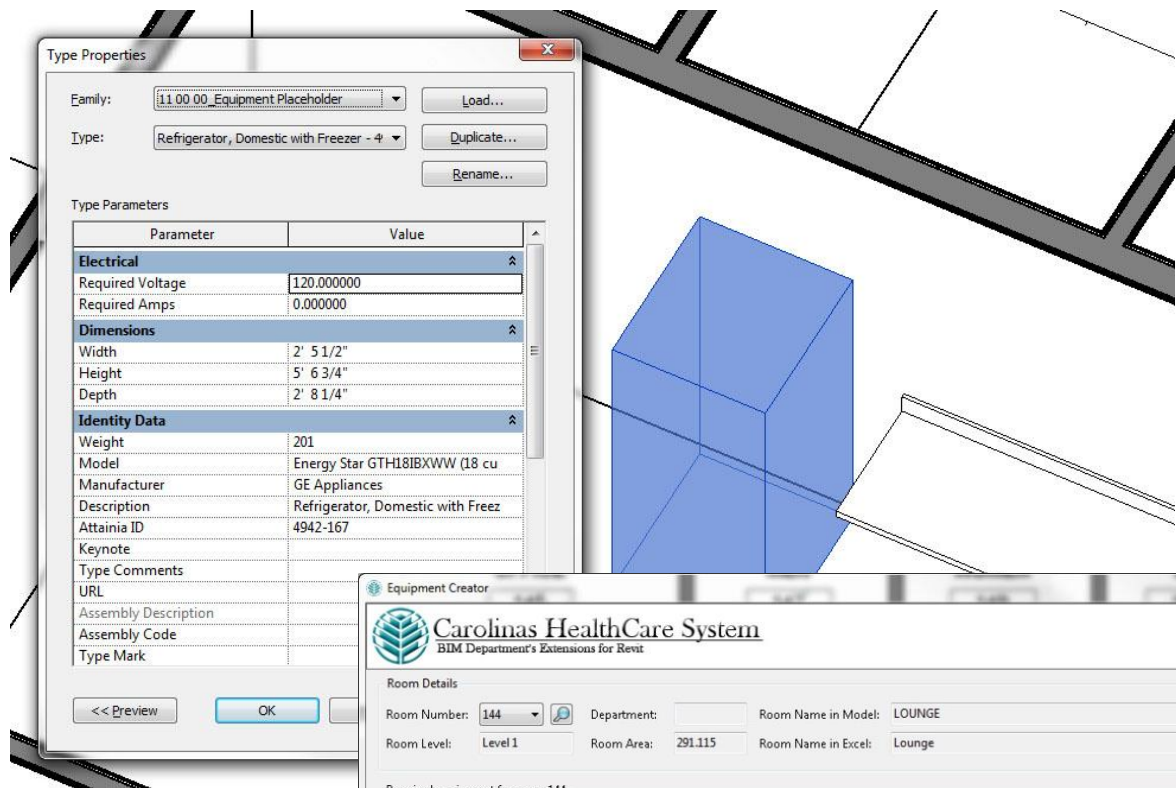 Type Properties
Family: 11 00 00_Equipment Placeholder Load...
Type: Refrigerator, Domestic with Freezer - 4' Duplicate...
Rename...
Type Parameters
Parameter Value
Electrical
Required Voltage 120.000000
Required Amps 0.000000
Dimensions
Width 2' 5 1/2"
Height 5' 6 3/4"
Depth 2' 8 1/4"
Identity Data
Weight 201
Model Energy Star GTH18IBXWW (18 cu
Manufacturer GE Appliances
Description Refrigerator, Domestic with Freez
Attainia ID 4942-167
Keynote
Type Comments
URL
Assembly Description
Assembly Code
Type Mark
<< Preview OK
Equipment Creator
Carolinas HealthCare System
BIM Department's Extensions for Revit
Room Details
Room Number: 144 Department: Room Name in Model: LOUNGE
Room Level: Level 1 Room Area: 291.115 Room Name in Excel: Lounge